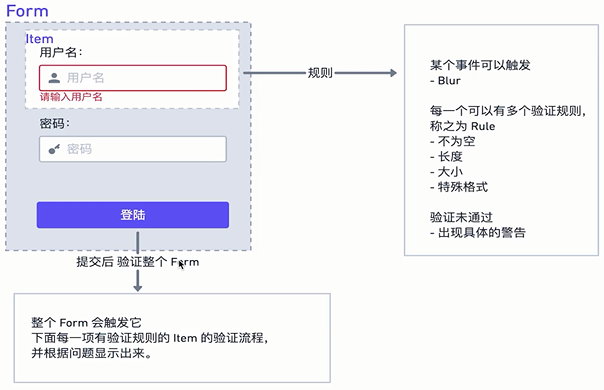 Form
Item
用户名：
用户名
请输入用户名
密码：
密码
登陆
规则
某个事件可以触发
- Blur
每一个可以有多个验证规则，
称之为 Rule
- 不为空
- 长度
- 大小
- 特殊格式
验证未通过
- 出现具体的警告
提交后 验证整个 Form
整个 Form 会触发它
下面每一项有验证规则的 Item 的验证流程，
并根据问题显示出来。